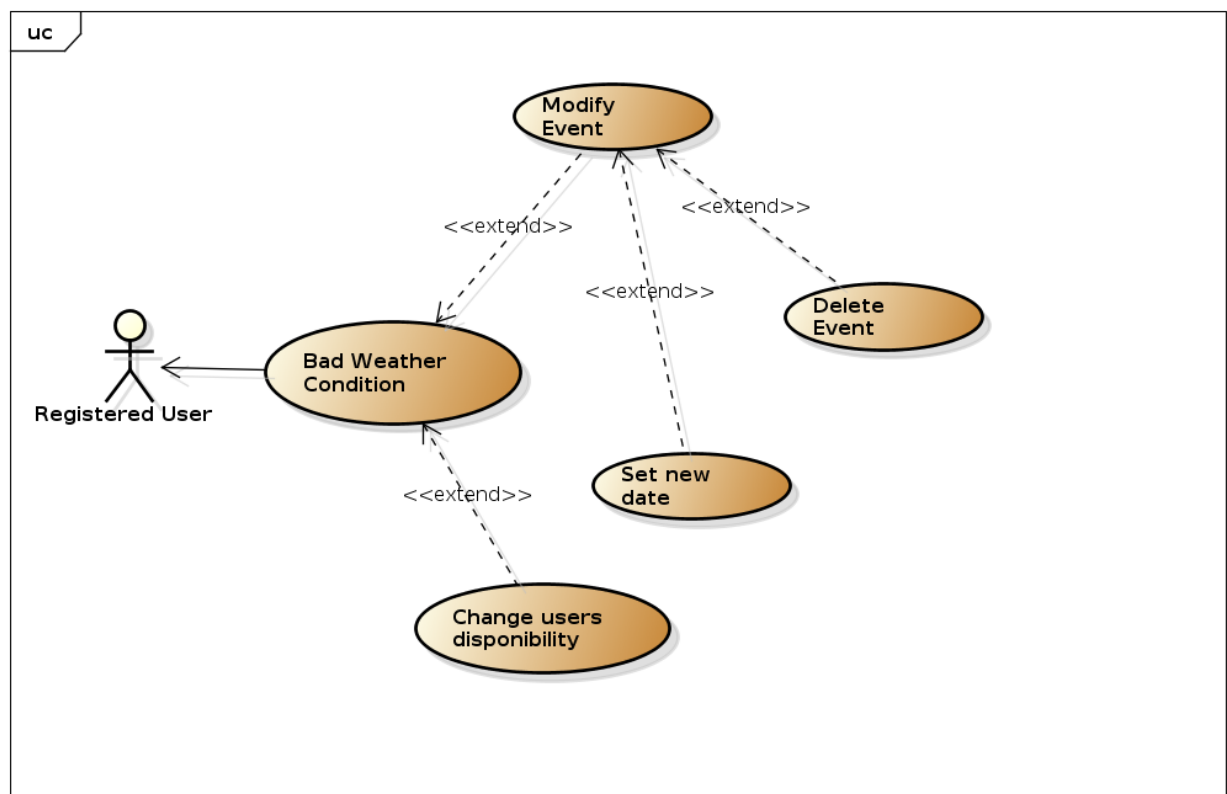 uc
Modify
Event
<<extend>>
<<extend>>
<<extend>>
Delete
Event
Bad Weather
Condition
Registered User
Set new
date
<<extend>>
Change users
disponibility